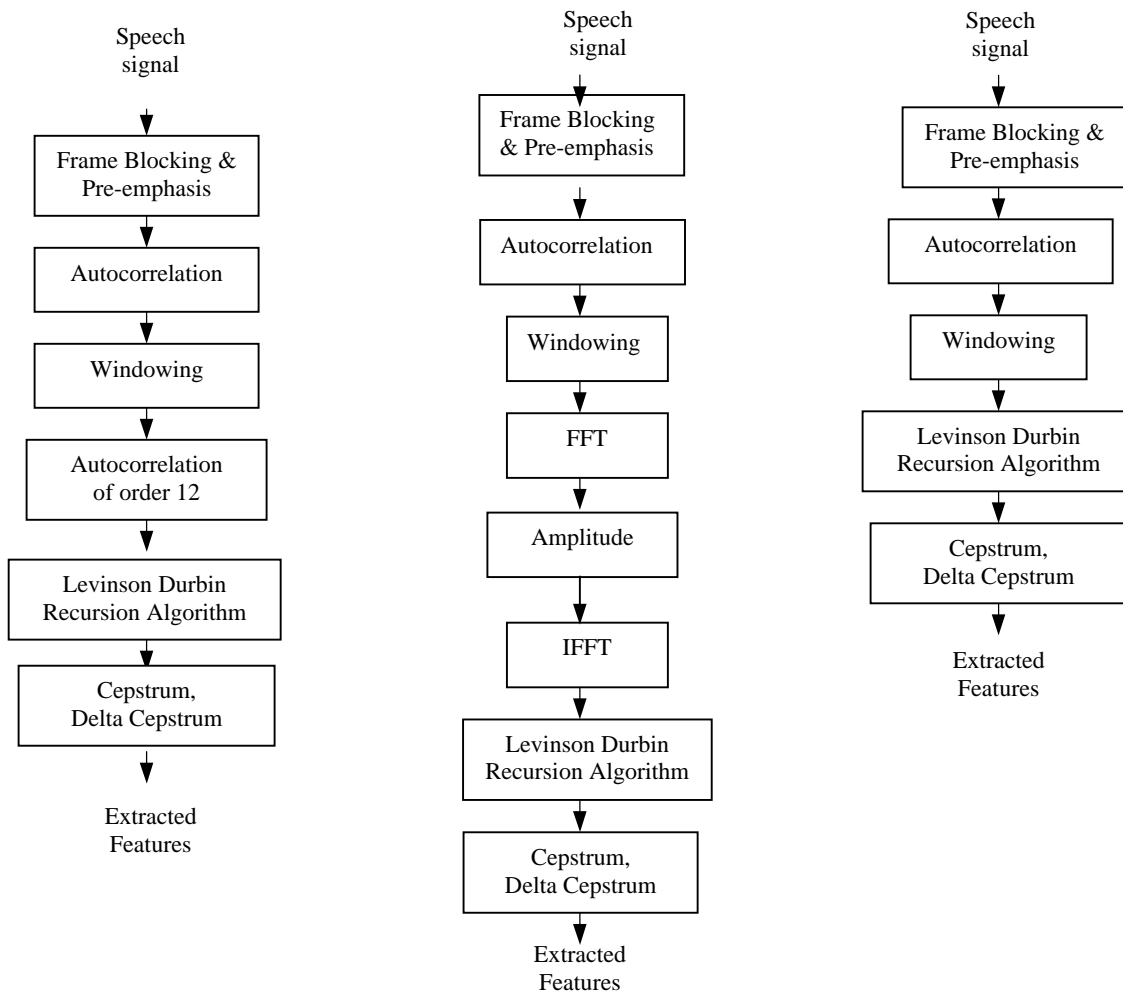 Speech
signal
Frame Blocking &
Pre-emphasis
Autocorrelation
Windowing
Autocorrelation
of order 12
Levinson Durbin
Recursion Algorithm
Cepstrum,
Delta Cepstrum
Extracted
Features
Speech
signal
Frame Blocking
& Pre-emphasis
Autocorrelation
Windowing
FFT
Amplitude
IFFT
Levinson Durbin
Recursion Algorithm
Cepstrum,
Delta Cepstrum
Extracted
Features
Speech
signal
Frame Blocking &
Pre-emphasis
Autocorrelation
Windowing
Levinson Durbin
Recursion Algorithm
Cepstrum,
Delta Cepstrum
Extracted
Features